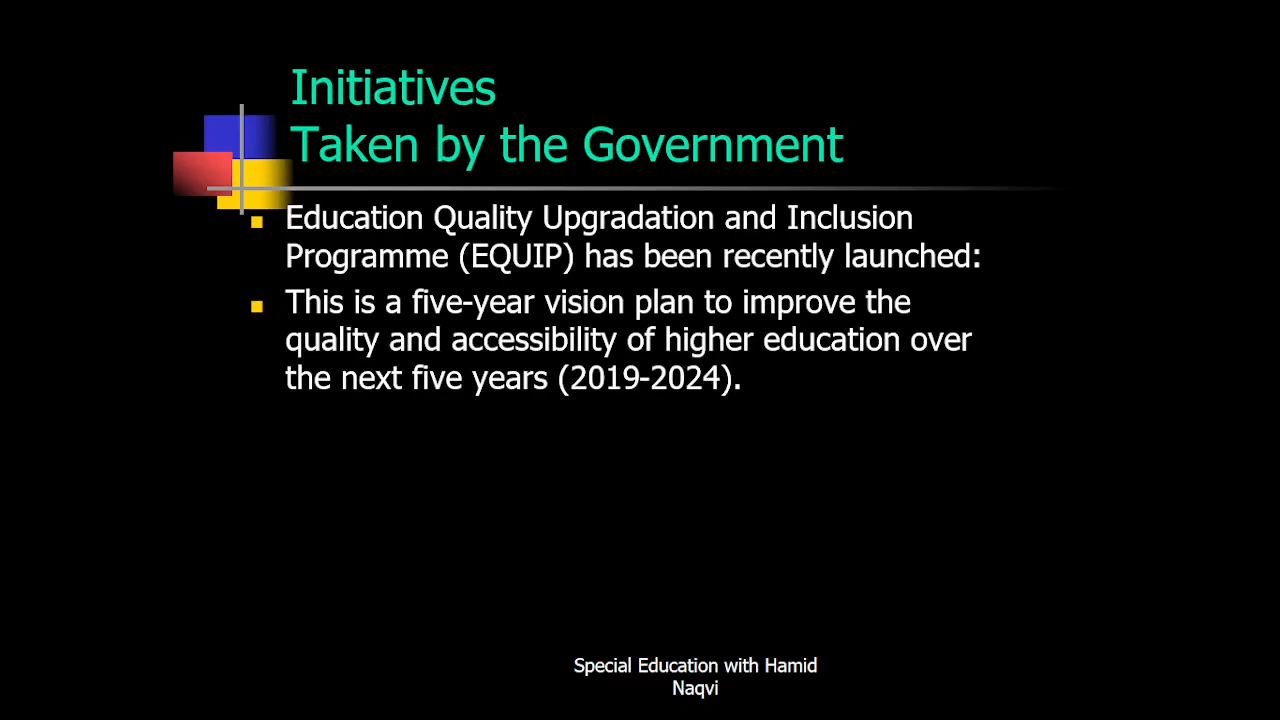 Initiatives
Taken by the Government
Education Quality Upgradation and Inclusion
Programme (EQUIP) has been recently launched:
This is a five-year vision plan to improve the
quality and accessibility of higher education over
the next five years (2019-2024).
Special Education with Hamid
Naqvi